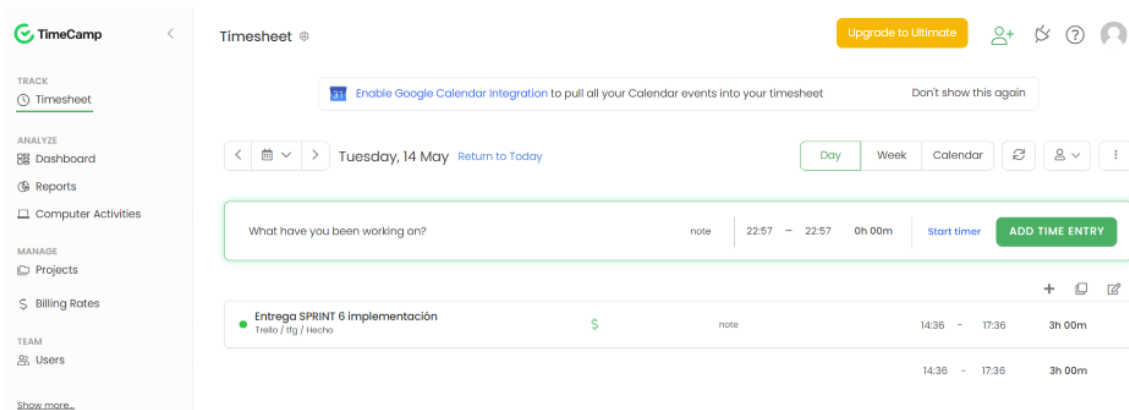 TimeCamp
Timesheet
Upgrade to Ultimate
TRACK
Timesheet
31 Enable Google Calendar Integration to pull all your Calendar events into your timesheet Don't show this again
ANALYZE
Dashboard
Reports
Computer Activities
Tuesday, 14 May Return to Today
Day Week Calendar
What have you been working on? note 22:57 – 22:57 0h 00m Start timer ADD TIME ENTRY
MANAGE
Projects
$ Billing Rates
Entrega SPRINT 6 implementación
Trello / tfg / Hecho
$ note 14:36 - 17:36 3h 00m
TEAM
Users
14:36 - 17:36 3h 00m
Show more...